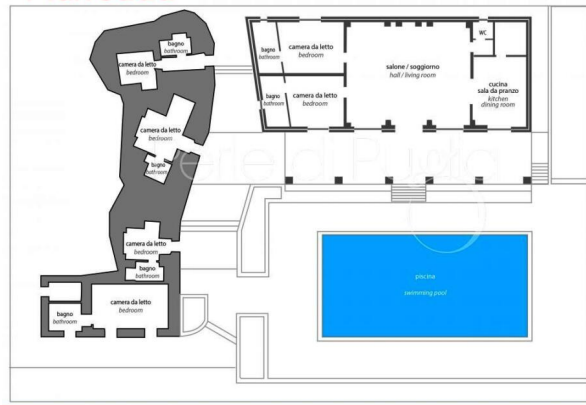 bagno
bathroom
camera da letto
bedroom
bagno
bathroom
camera da letto
bedroom
salone / soggiorno
hall / living room
WC
cucina
sala da pranzo
kitchen
dining room
bagno
bathroom
camera da letto
bedroom
camera da letto
bedroom
bagno
bathroom
camera da letto
bedroom
bagno
bathroom
camera da letto
bedroom
bagno
bathroom
piscina
swimming pool